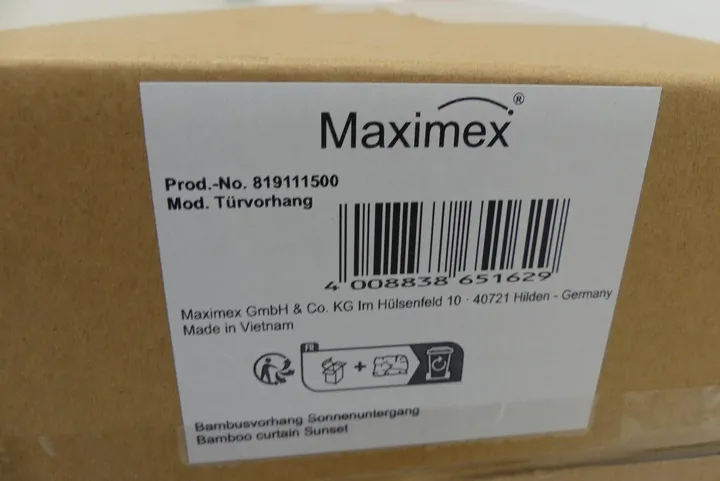 Maximex®
Prod.-No. 819111500
Mod. Türvorhang
4 008838 651629
Maximex GmbH & Co. KG Im Hülsenfeld 10 · 40721 Hilden - Germany
Made in Vietnam
FR
+
Bambusvorhang Sonnenuntergang
Bamboo curtain Sunset